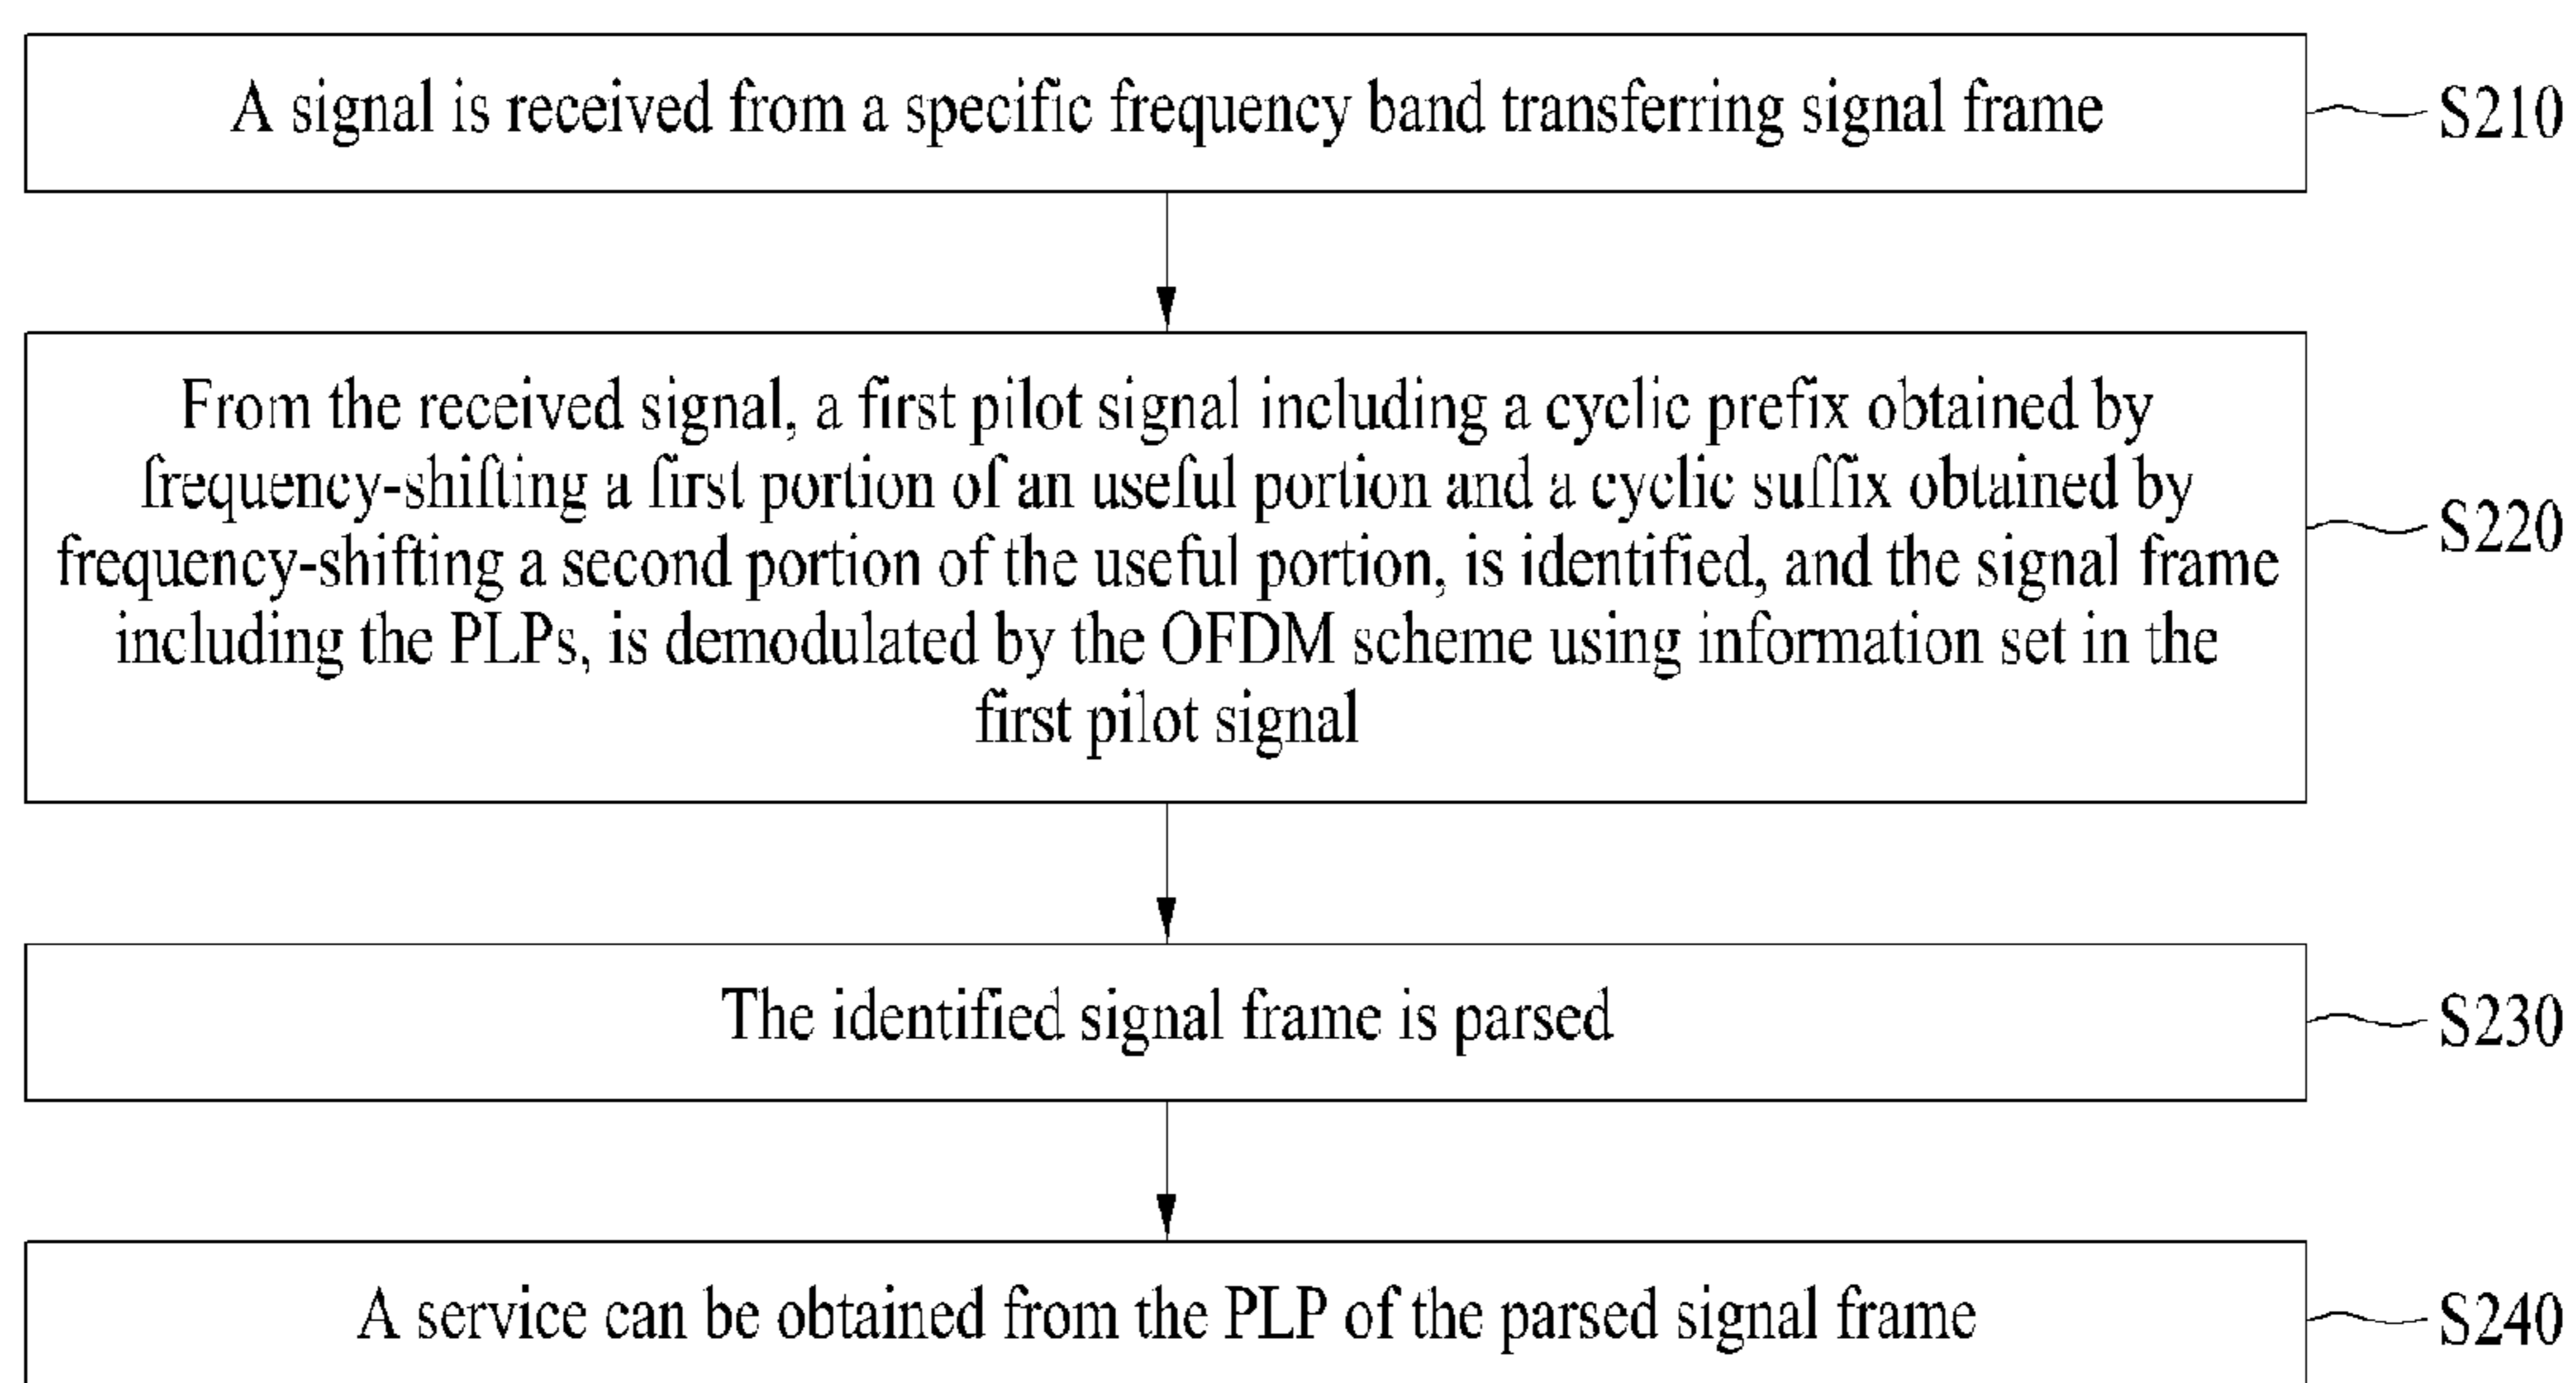 A signal is received from a specific frequency band transferring signal frame
S210
From the received signal, a first pilot signal including a cyclic prefix obtained by
frequency-shifting a first portion of an useful portion and a cyclic suffix obtained by
frequency-shifting a second portion of the useful portion, is identified, and the signal frame
including the PLPs, is demodulated by the OFDM scheme using information set in the
first pilot signal
S220
The identified signal frame is parsed
S230
A service can be obtained from the PLP of the parsed signal frame
S240